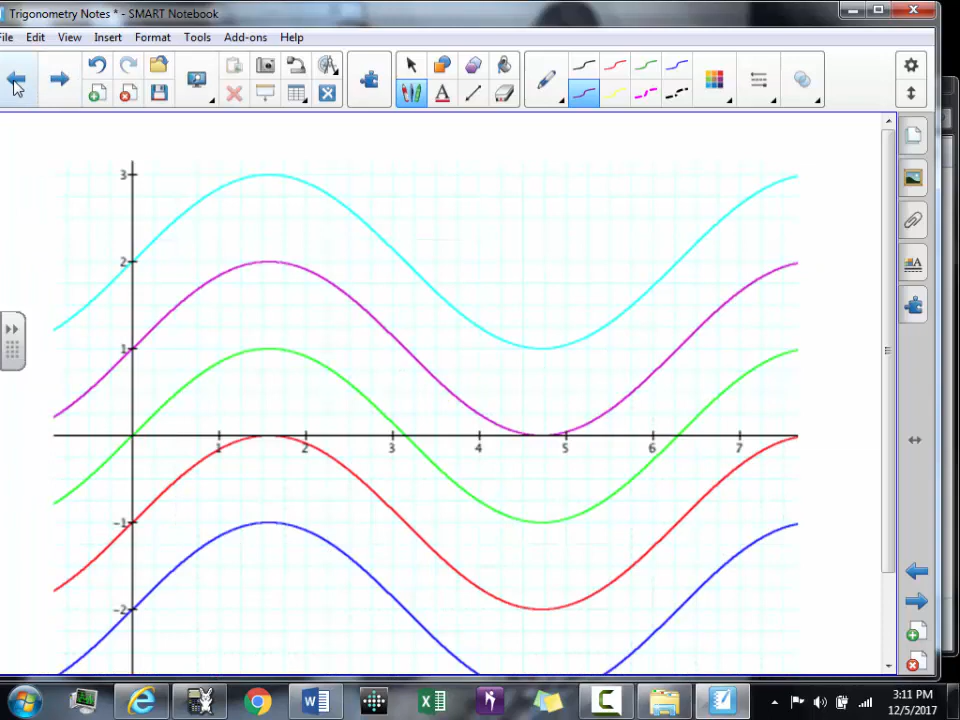 Trigonometry Notes * - SMART Notebook
File Edit View Insert Format Tools Add-ons Help
3
2
1
1 2 3 4 5 6 7
-1
-2
3:11 PM
12/5/2017